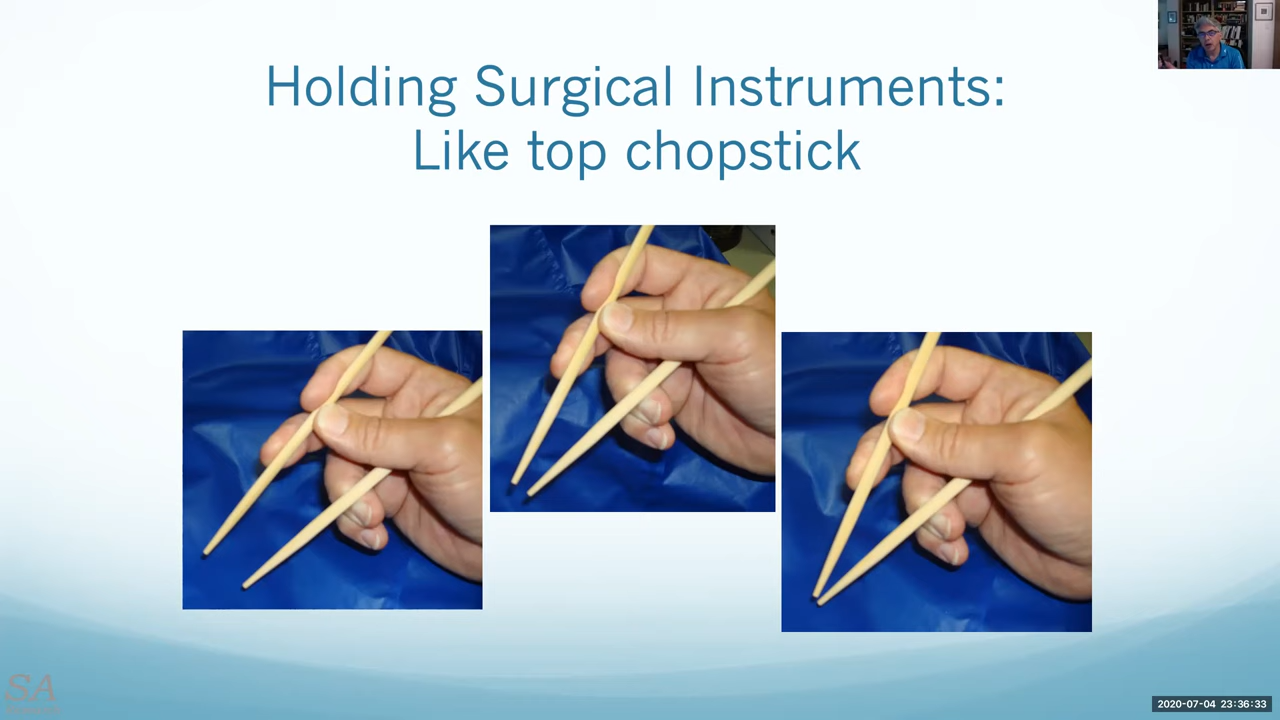 Holding Surgical Instruments:
Like top chopstick
SA
2020-07-04 23:36:33